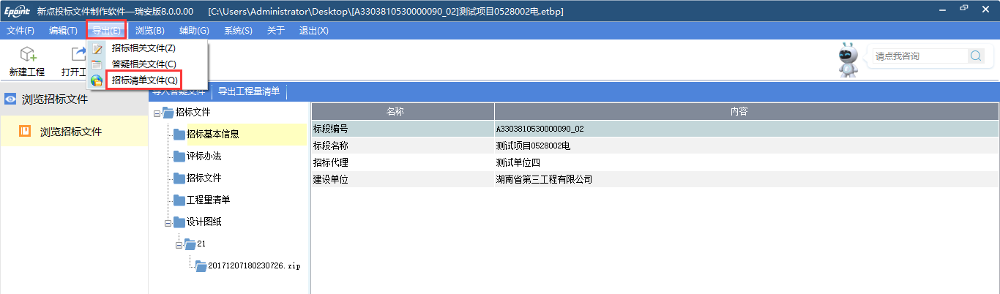 Epoint 新点投标文件制作软件—瑞安版8.0.0.00 [C:\Users\Administrator\Desktop\[A3303810530000090_02]测试项目0528002电.etbp]
文件(F) 编辑(T) 导出(E) 浏览(B) 辅助(G) 系统(S) 关于 退出(X)
招标相关文件(Z)
答疑相关文件(C)
招标清单文件(Q)
新建工程 打开工
请点我咨询
浏览招标文件
浏览招标文件
导入答疑文件 导出工程量清单
招标文件
招标基本信息
评标办法
招标文件
工程量清单
设计图纸
21
20171207180230726.zip
名称 内容
标段编号 A3303810530000090_02
标段名称 测试项目0528002电
招标代理 测试单位四
建设单位 湖南省第三工程有限公司